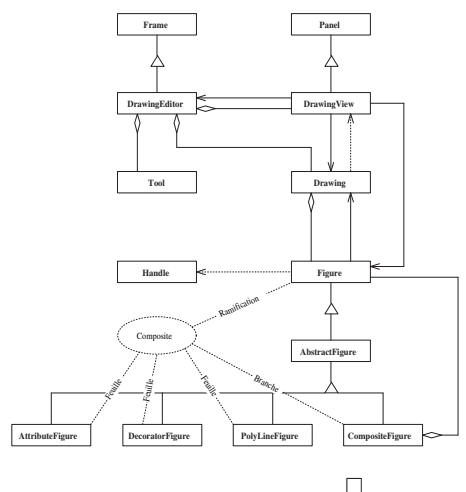 Frame
Panel
DrawingEditor
DrawingView
Tool
Drawing
Handle
Figure
Ramification
Composite
AbstractFigure
Feuille
Feuille
Feuille
Branche
AttributeFigure
DecoratorFigure
PolyLineFigure
CompositeFigure